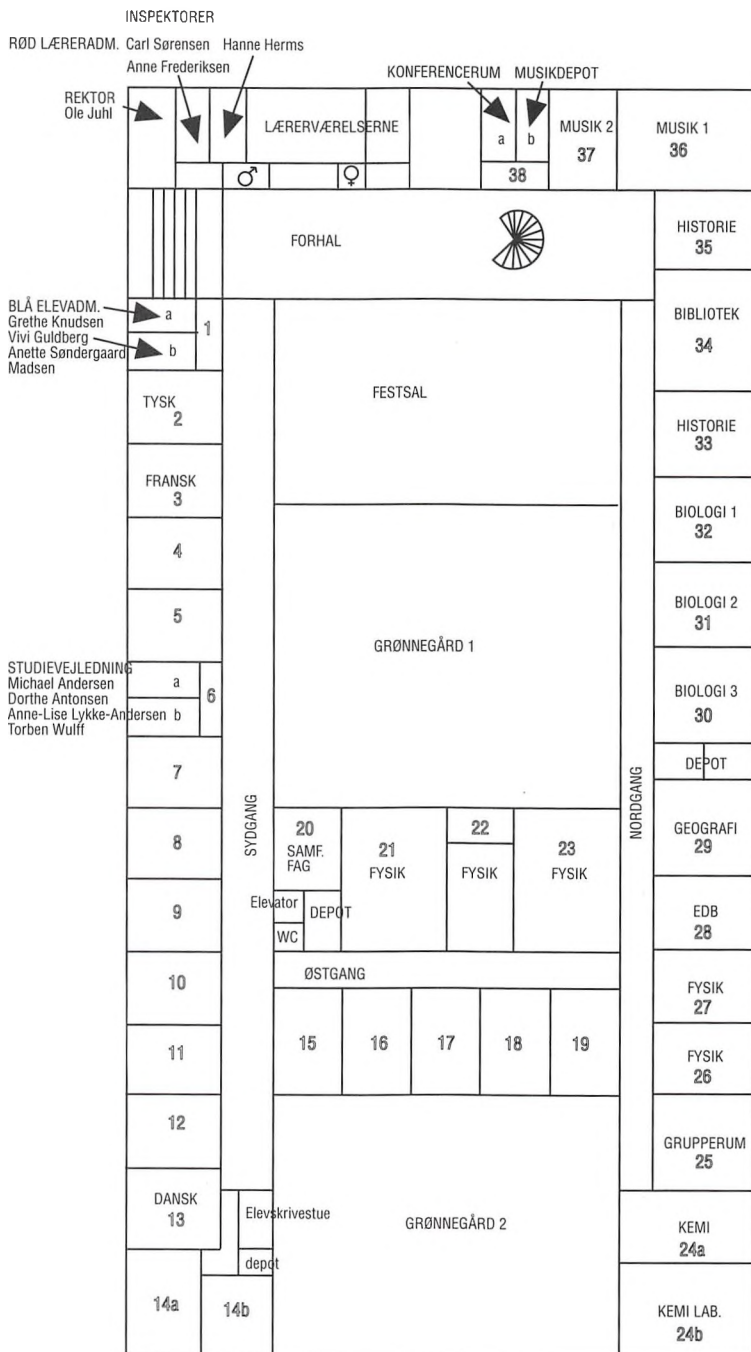 INSPEKTORER
RØD LÆRERADM. Carl Sørensen Hanne Herms
Anne Frederiksen
KONFERENCERUM MUSIKDEPOT
REKTOR
Ole Juhl
LÆRERVÆRELSERNE
a b
MUSIK 2
37
MUSIK 1
36
♂ ♀
38
FORHAL
HISTORIE
35
BLÅ ELEVADM.
Grethe Knudsen
Vivi Guldberg
Anette Søndergaard
Madsen
a
b
1
BIBLIOTEK
34
TYSK
2
FESTSAL
HISTORIE
33
FRANSK
3
BIOLOGI 1
32
4
5
BIOLOGI 2
31
GRØNNEGÅRD 1
STUDIEVEJLEDNING
Michael Andersen
Dorthe Antonsen
Anne-Lise Lykke-Andersen
Torben Wulff
a
b
6
BIOLOGI 3
30
7
DEPOT
SYDGANG
NORDGANG
8
20
SAMF.
FAG
21
FYSIK
22
FYSIK
23
FYSIK
GEOGRAFI
29
9
Elevator
DEPOT
WC
EDB
28
10
ØSTGANG
FYSIK
27
11
15 16 17 18 19
FYSIK
26
12
GRUPPERUM
25
DANSK
13
Elevskrivestue
GRØNNEGÅRD 2
KEMI
24a
depot
14a
14b
KEMI LAB.
24b